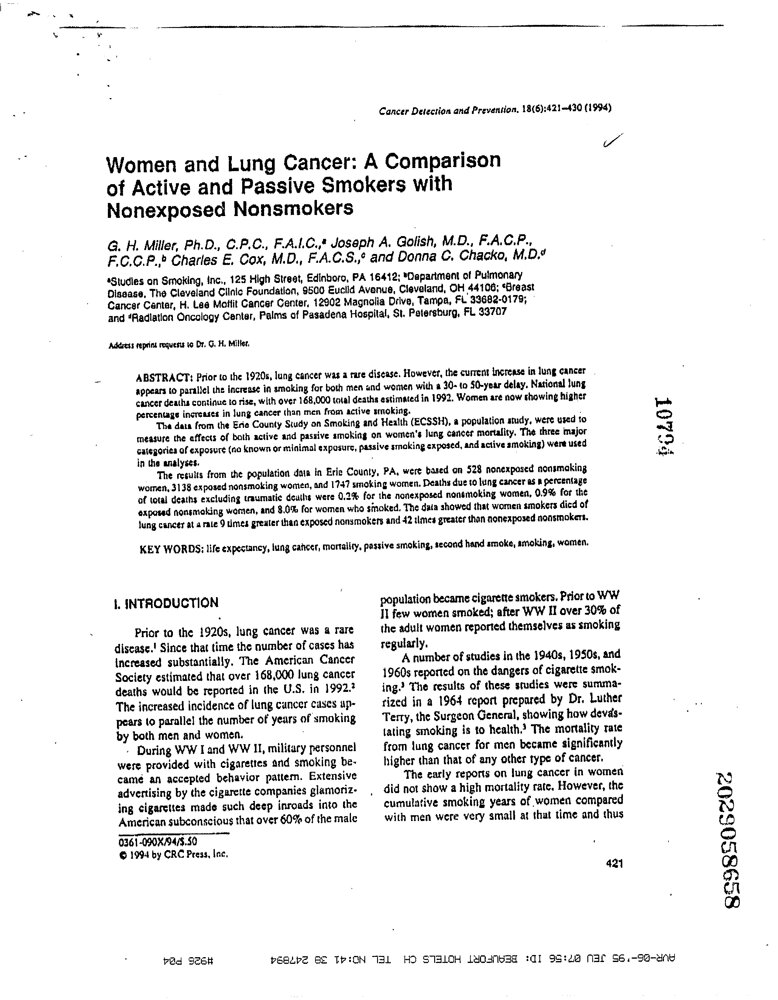 Cancer Detection and Prevention, 18(6):421–430 (1994)
Women and Lung Cancer: A Comparison
of Active and Passive Smokers with
Nonexposed Nonsmokers
G. H. Miller, Ph.D., C.P.C., F.A.I.C.,ᵃ Joseph A. Golish, M.D., F.A.C.P.,
F.C.C.P.,ᵇ Charles E. Cox, M.D., F.A.C.S.,ᶜ and Donna C. Chacko, M.D.ᵈ
ᵃStudies on Smoking, Inc., 125 High Street, Edinboro, PA 16412; ᵇDepartment of Pulmonary
Disease, The Cleveland Clinic Foundation, 9500 Euclid Avenue, Cleveland, OH 44106; ᶜBreast
Cancer Center, H. Lee Moffit Cancer Center, 12902 Magnolia Drive, Tampa, FL 33682-0179;
and ᵈRadiation Oncology Center, Palms of Pasadena Hospital, St. Petersburg, FL 33707
Address reprint requests to Dr. G. H. Miller.
ABSTRACT: Prior to the 1920s, lung cancer was a rare disease. However, the current increase in lung cancer
appears to parallel the increase in smoking for both men and women with a 30- to 50-year delay. National lung
cancer deaths continue to rise, with over 168,000 total deaths estimated in 1992. Women are now showing higher
percentage increases in lung cancer than men from active smoking.
The data from the Erie County Study on Smoking and Health (ECSSH), a population study, were used to
measure the effects of both active and passive smoking on women's lung cancer mortality. The three major
categories of exposure (no known or minimal exposure, passive smoking exposed, and active smoking) were used
in the analyses.
The results from the population data in Erie County, PA, were based on 528 nonexposed nonsmoking
women, 3138 exposed nonsmoking women, and 1747 smoking women. Deaths due to lung cancer as a percentage
of total deaths excluding traumatic deaths were 0.2% for the nonexposed nonsmoking women, 0.9% for the
exposed nonsmoking women, and 8.0% for women who smoked. The data showed that women smokers died of
lung cancer at a rate 9 times greater than exposed nonsmokers and 42 times greater than nonexposed nonsmokers.
KEY WORDS: life expectancy, lung cancer, mortality, passive smoking, second hand smoke, smoking, women.
I. INTRODUCTION
Prior to the 1920s, lung cancer was a rare
disease.¹ Since that time the number of cases has
increased substantially. The American Cancer
Society estimated that over 168,000 lung cancer
deaths would be reported in the U.S. in 1992.²
The increased incidence of lung cancer cases ap-
pears to parallel the number of years of smoking
by both men and women.
During WW I and WW II, military personnel
were provided with cigarettes and smoking be-
came an accepted behavior pattern. Extensive
advertising by the cigarette companies glamoriz-
ing cigarettes made such deep inroads into the
American subconscious that over 60% of the male
0361-090X/94/$.50
© 1994 by CRC Press, Inc.
population became cigarette smokers. Prior to WW
II few women smoked; after WW II over 30% of
the adult women reported themselves as smoking
regularly.
A number of studies in the 1940s, 1950s, and
1960s reported on the dangers of cigarette smok-
ing.³ The results of these studies were summa-
rized in a 1964 report prepared by Dr. Luther
Terry, the Surgeon General, showing how devas-
tating smoking is to health.³ The mortality rate
from lung cancer for men became significantly
higher than that of any other type of cancer.
The early reports on lung cancer in women
did not show a high mortality rate. However, the
cumulative smoking years of women compared
with men were very small at that time and thus
421
10794
2029058658
AVR-06-'95 JEU 07:56 ID: BEAUFORT HOTELS CH TEL NO:41 38 247894 #926 P04